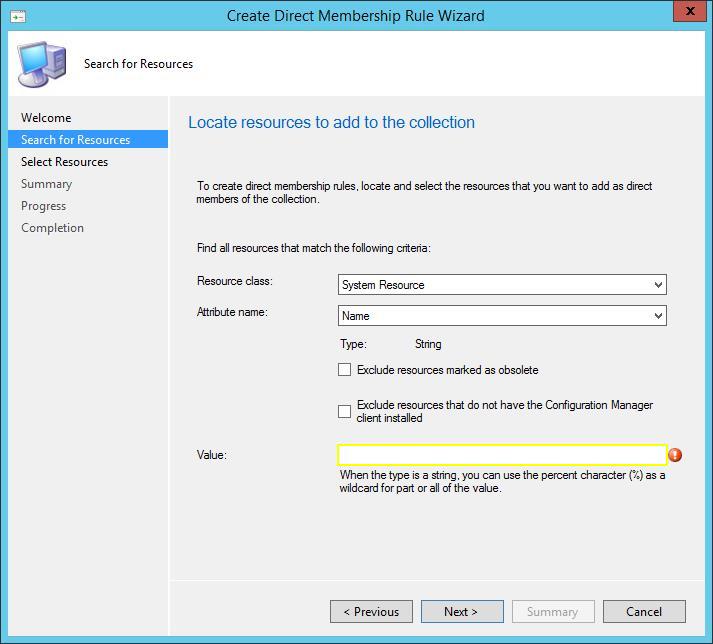 Create Direct Membership Rule Wizard
x
Search for Resources
Welcome
Search for Resources
Select Resources
Summary
Progress
Completion
Locate resources to add to the collection
To create direct membership rules, locate and select the resources that you want to add as direct
members of the collection.
Find all resources that match the following criteria:
Resource class:
System Resource
Attribute name:
Name
Type: String
Exclude resources marked as obsolete
Exclude resources that do not have the Configuration Manager
client installed
Value:
!
When the type is a string, you can use the percent character (%) as a
wildcard for part or all of the value.
< Previous
Next >
Summary
Cancel